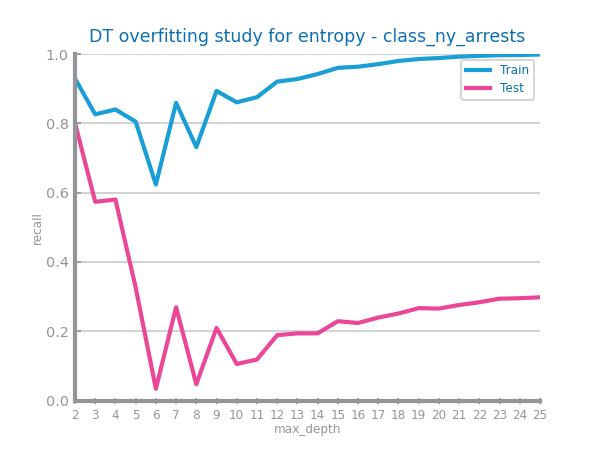 DT overfitting study for entropy - class_ny_arrests
1.0
0.8
0.6
0.4
0.2
0.0
recall
Train
Test
2 3 4 5 6 7 8 9 10 11 12 13 14 15 16 17 18 19 20 21 22 23 24 25
max_depth